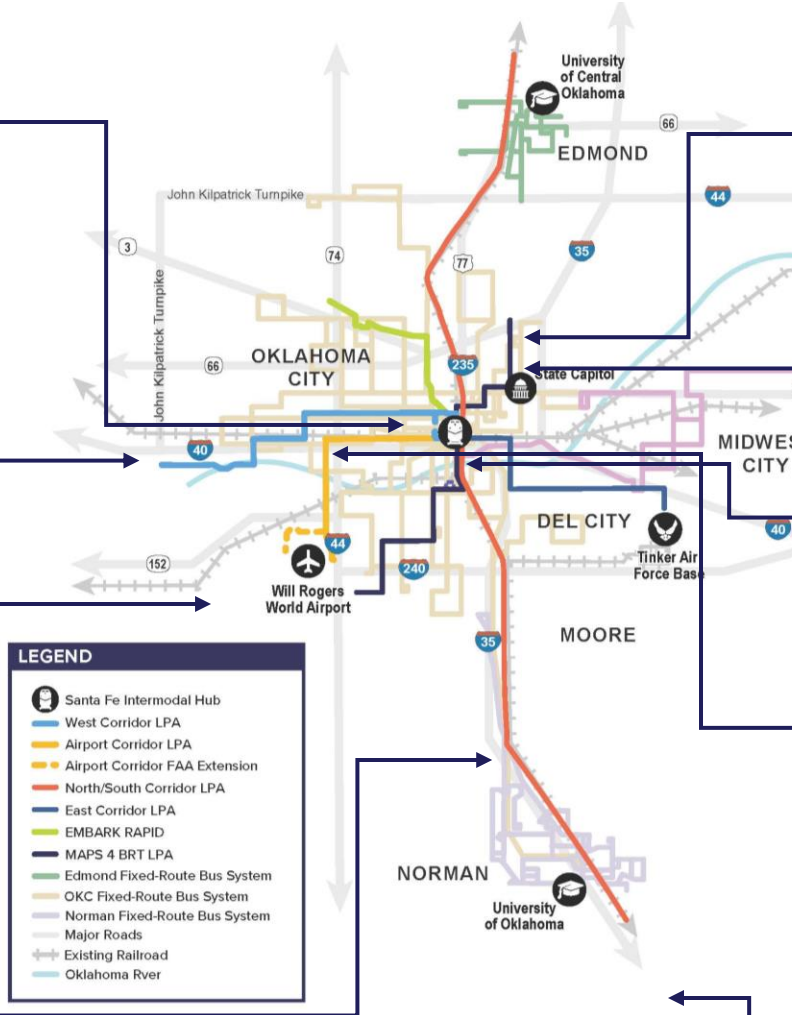 University
of Central
Oklahoma
66
EDMOND
John Kilpatrick Turnpike
44
3
74
77
35
John Kilpatrick Turnpike
OKLAHOMA
CITY
66
235
State Capitol
40
MIDWES
CITY
DEL CITY
40
44
Tinker Air
Force Base
152
240
Will Rogers
World Airport
35
MOORE
NORMAN
University
of Oklahoma
LEGEND
Santa Fe Intermodal Hub
West Corridor LPA
Airport Corridor LPA
Airport Corridor FAA Extension
North/South Corridor LPA
East Corridor LPA
EMBARK RAPID
MAPS 4 BRT LPA
Edmond Fixed-Route Bus System
OKC Fixed-Route Bus System
Norman Fixed-Route Bus System
Major Roads
Existing Railroad
Oklahoma Rver